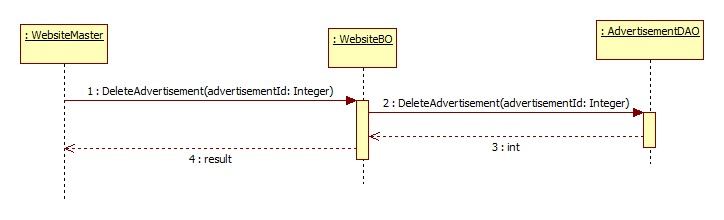 : WebsiteMaster
: WebsiteBO
: AdvertisementDAO
1 : DeleteAdvertisement(advertisementId: Integer)
2 : DeleteAdvertisement(advertisementId: Integer)
3 : int
4 : result